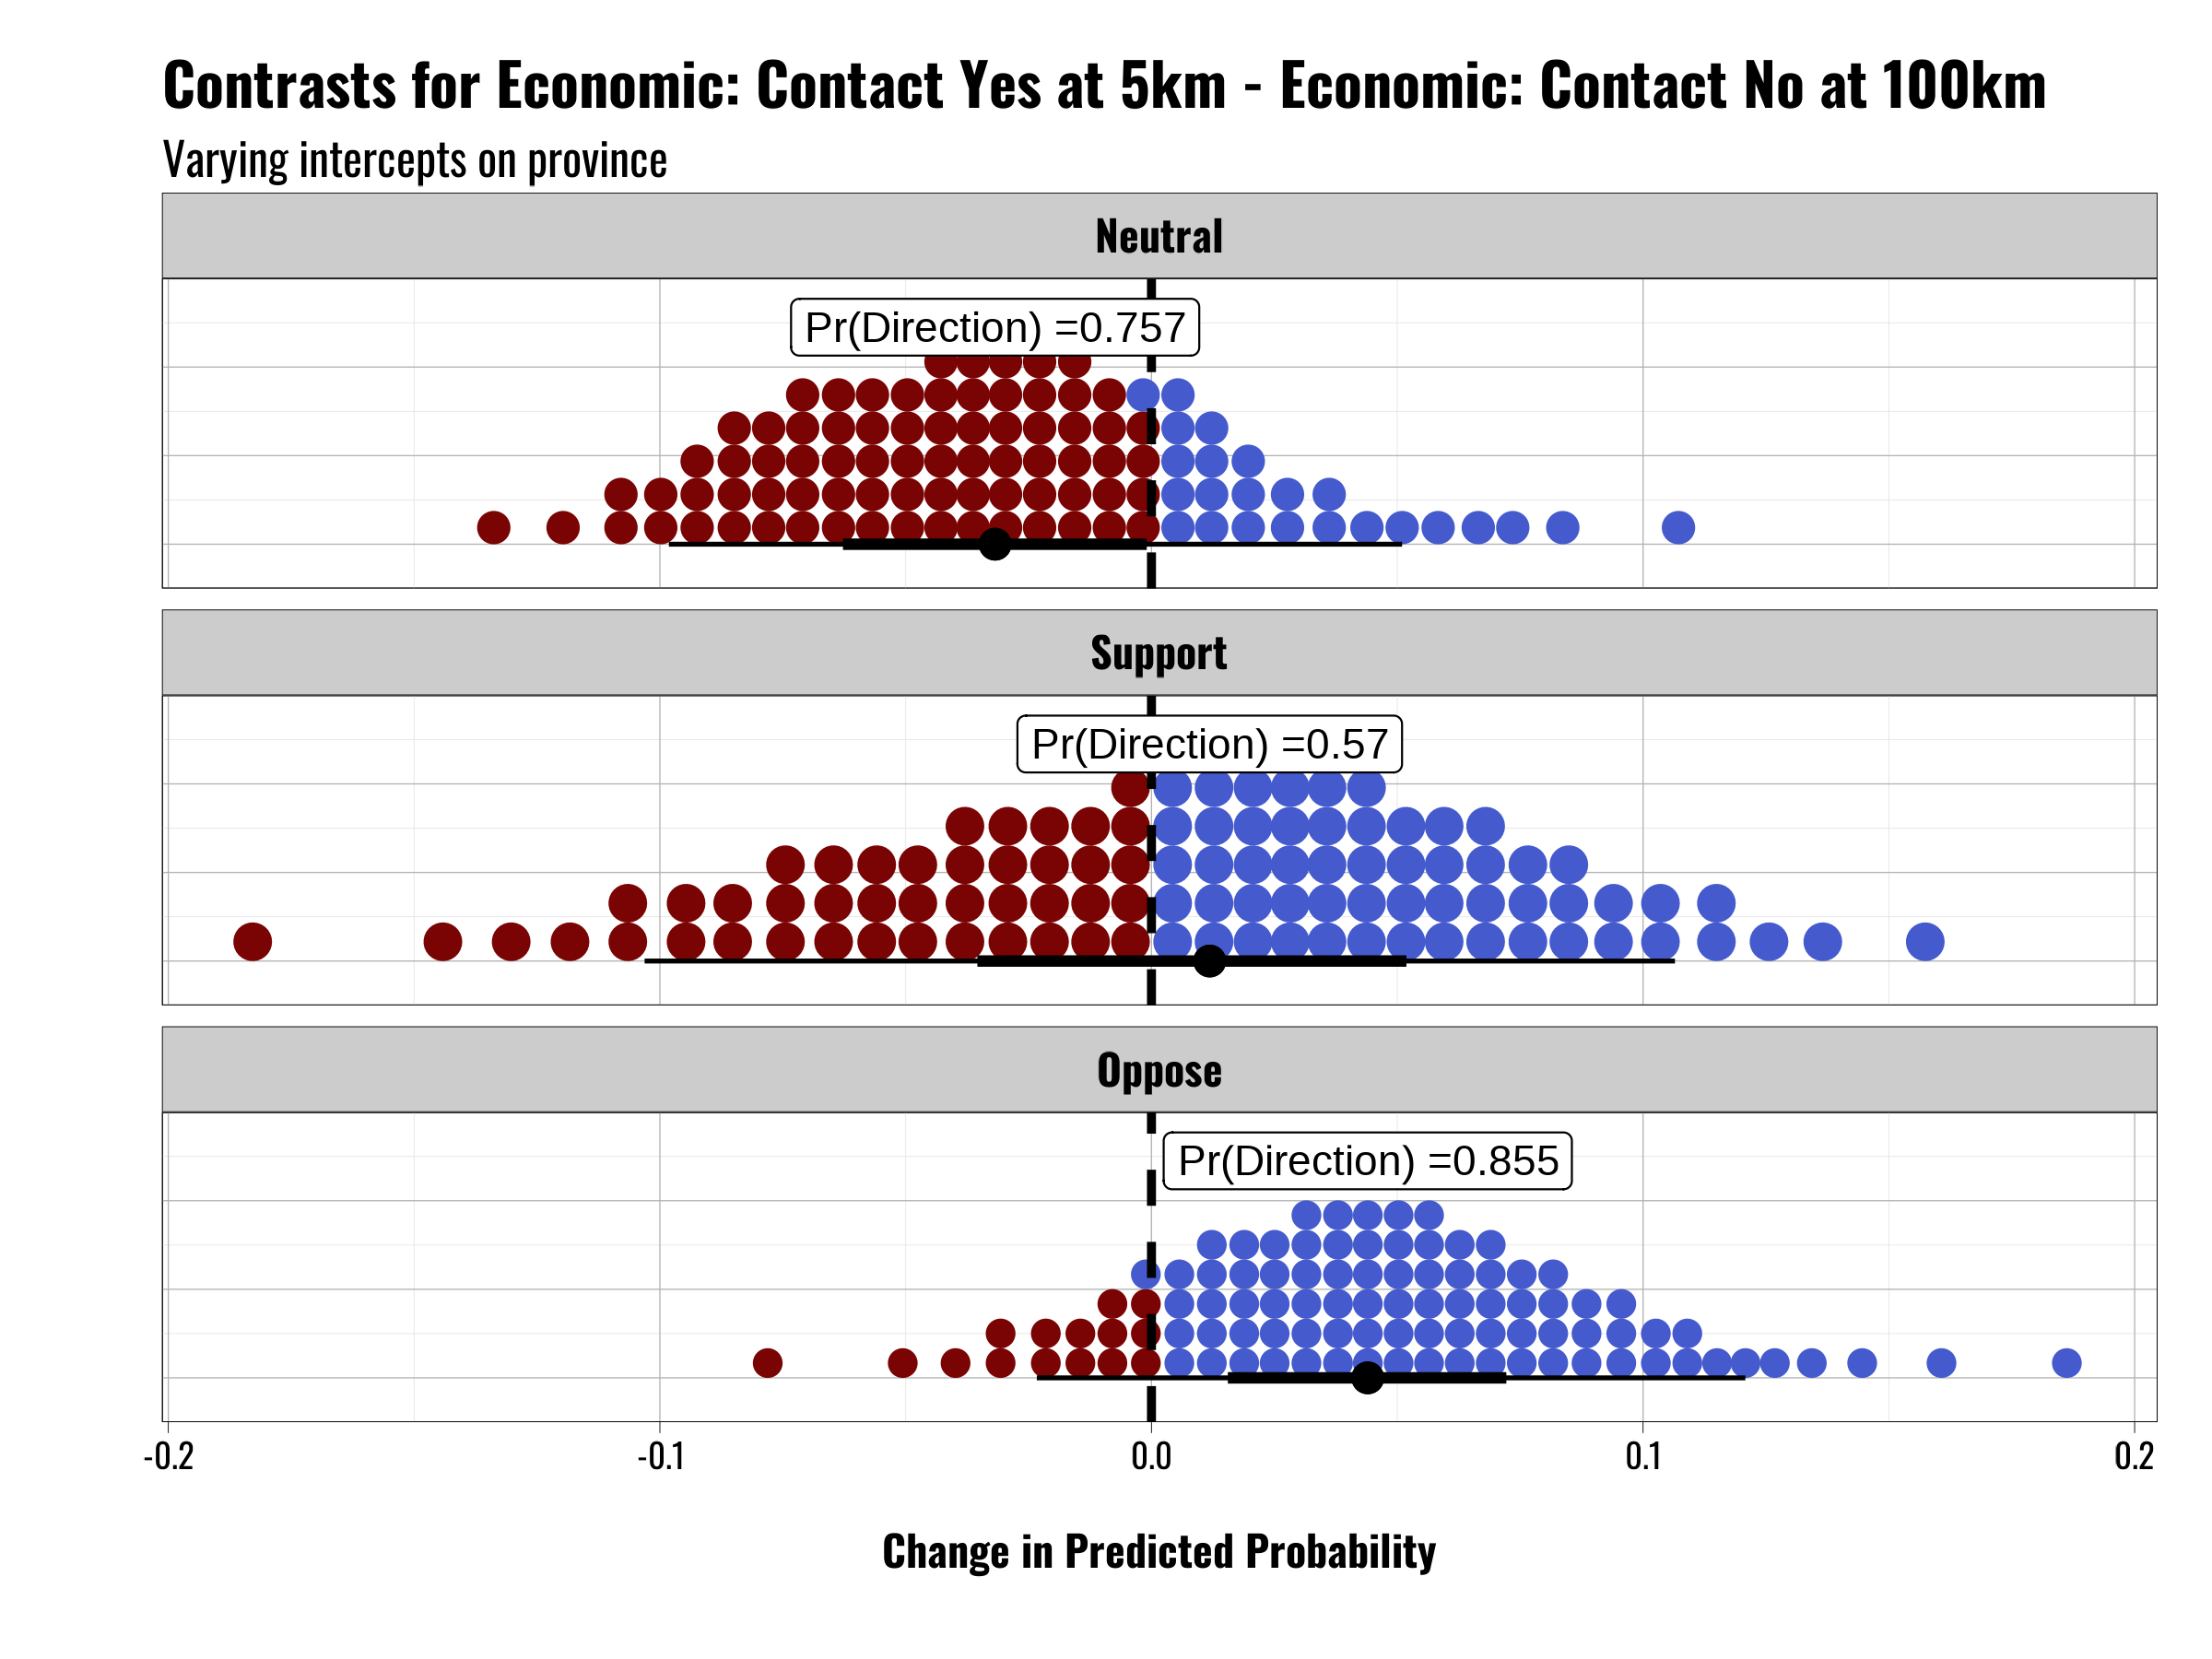 Contrasts for Economic: Contact Yes at 5km - Economic: Contact No at 100km
Varying intercepts on province
Neutral
Pr(Direction) =0.757
Support
Pr(Direction) =0.57
Oppose
Pr(Direction) =0.855
-0.2 -0.1 0.0 0.1 0.2
Change in Predicted Probability